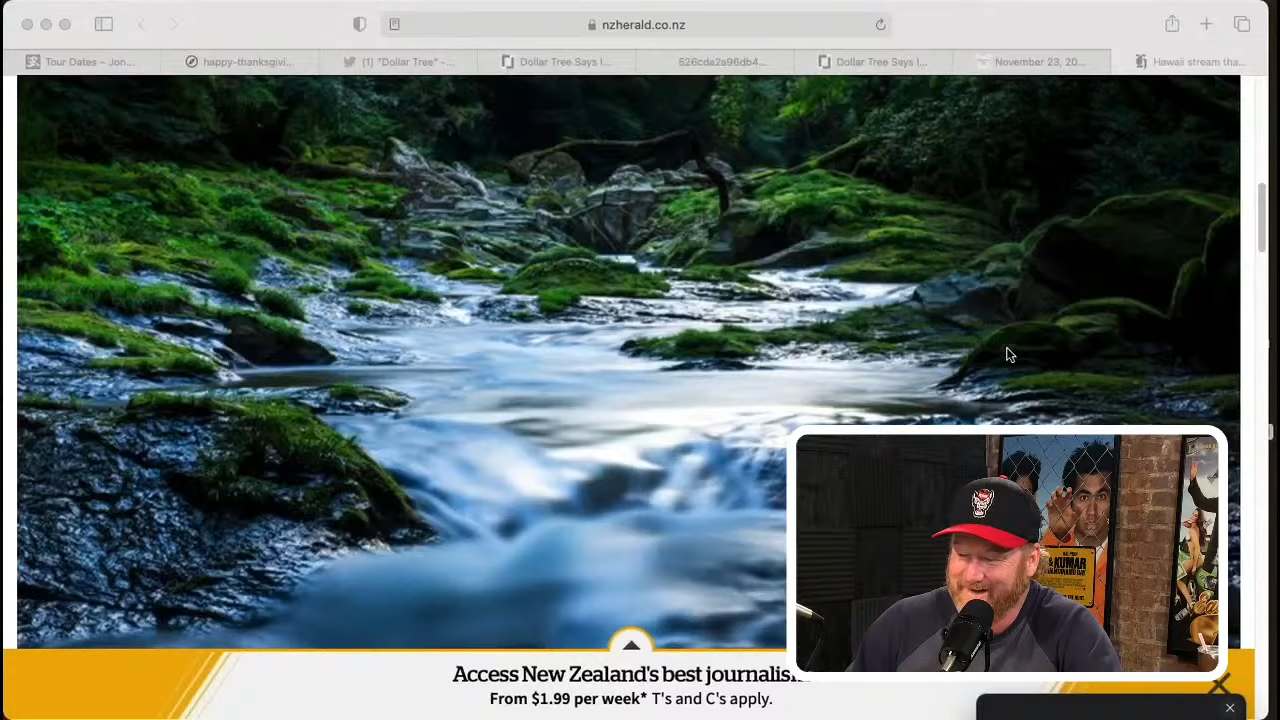 nzherald.co.nz
Tour Dates – Jon...
happy-thanksgivi...
(1) "Dollar Tree" -...
Dollar Tree Says I...
526cda2a96db4...
Dollar Tree Says I...
November 23, 20...
Hawaii stream tha...
& KUMAR
Access New Zealand's best journalis
From $1.99 per week* T's and C's apply.